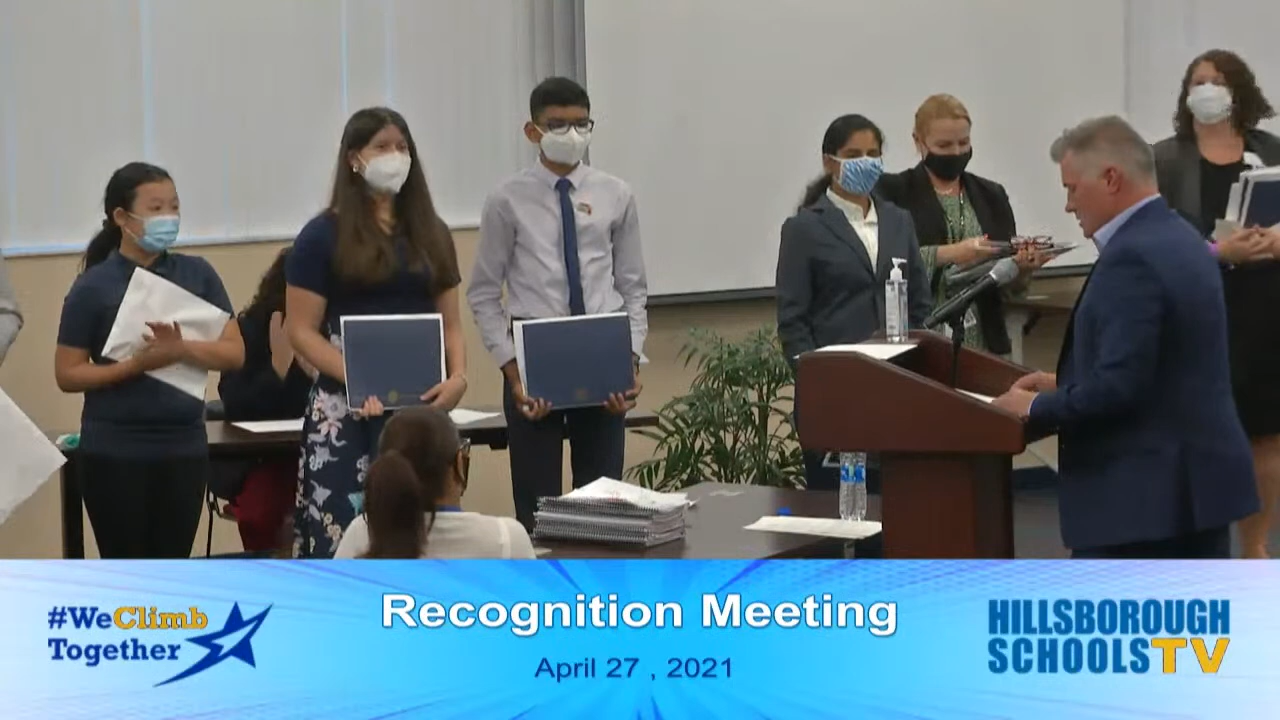 #WeClimb
Together
Recognition Meeting
April 27 , 2021
HILLSBOROUGH
SCHOOLSTV